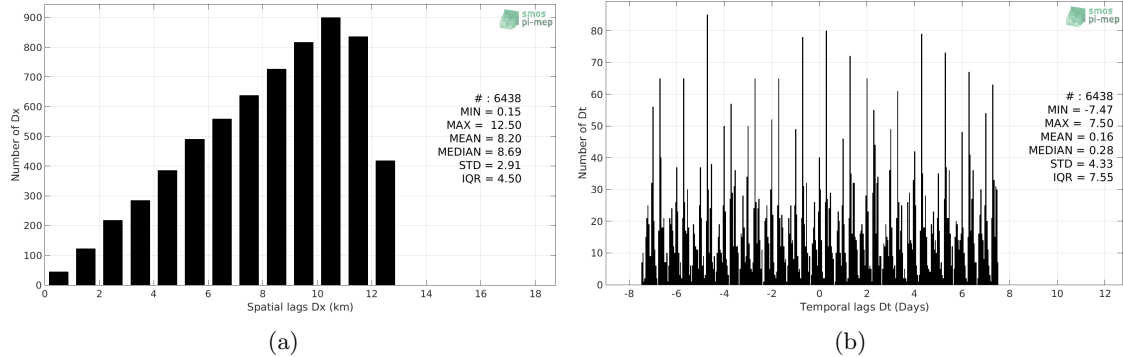 smos
pi-mep
900
800
700
600
500
400
300
200
100
0
Number of Dx
# : 6438
MIN = 0.15
MAX = 12.50
MEAN = 8.20
MEDIAN = 8.69
STD = 2.91
IQR = 4.50
0 2 4 6 8 10 12 14 16 18
Spatial lags Dx (km)
(a)
smos
pi-mep
80
70
60
50
40
30
20
10
0
Number of Dt
# : 6438
MIN = -7.47
MAX = 7.50
MEAN = 0.16
MEDIAN = 0.28
STD = 4.33
IQR = 7.55
-8 -6 -4 -2 0 2 4 6 8 10 12
Temporal lags Dt (Days)
(b)